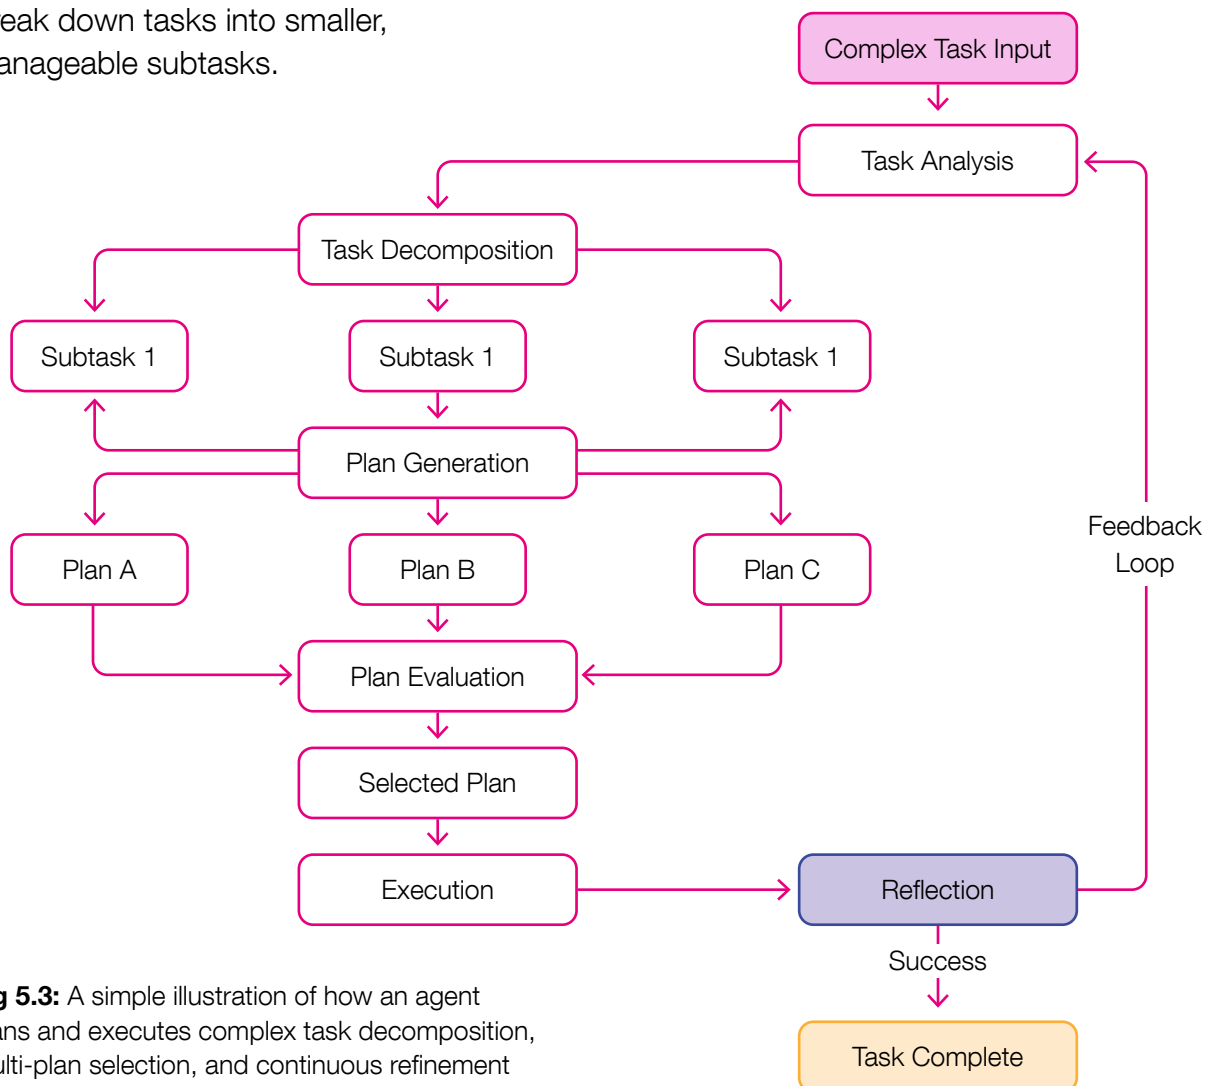 reak down tasks into smaller,
anageable subtasks.
Complex Task Input
Task Analysis
Task Decomposition
Subtask 1
Subtask 1
Subtask 1
Plan Generation
Plan A
Plan B
Plan C
Feedback
Loop
Plan Evaluation
Selected Plan
Execution
Reflection
Success
Task Complete
g 5.3: A simple illustration of how an agent
ans and executes complex task decomposition,
ulti-plan selection, and continuous refinement